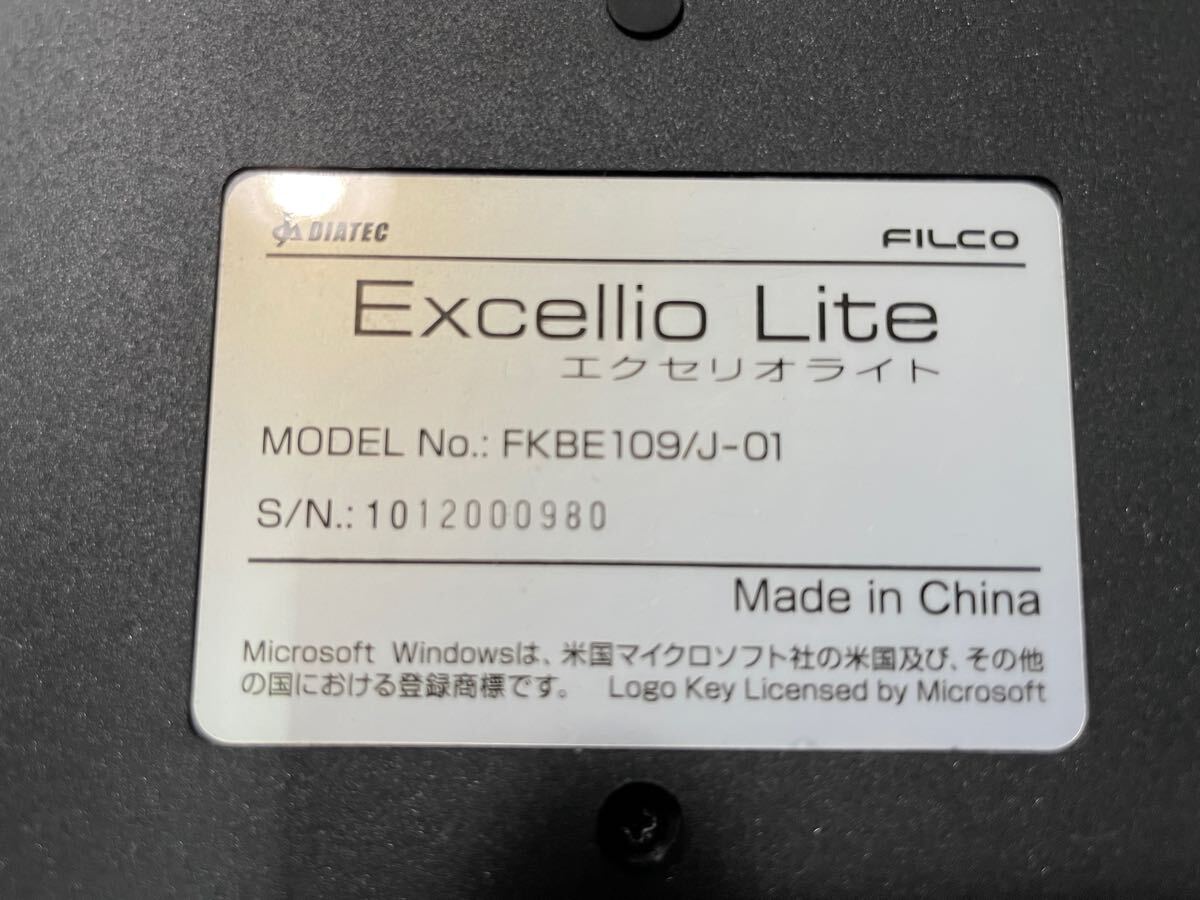 DIATEC FILCO
Excellio Lite
エクセリオライト
MODEL No.: FKBE109/J-01
S/N.: 1012000980
Made in China
Microsoft Windowsは、米国マイクロソフト社の米国及び、その他
の国における登録商標です。 Logo Key Licensed by Microsoft